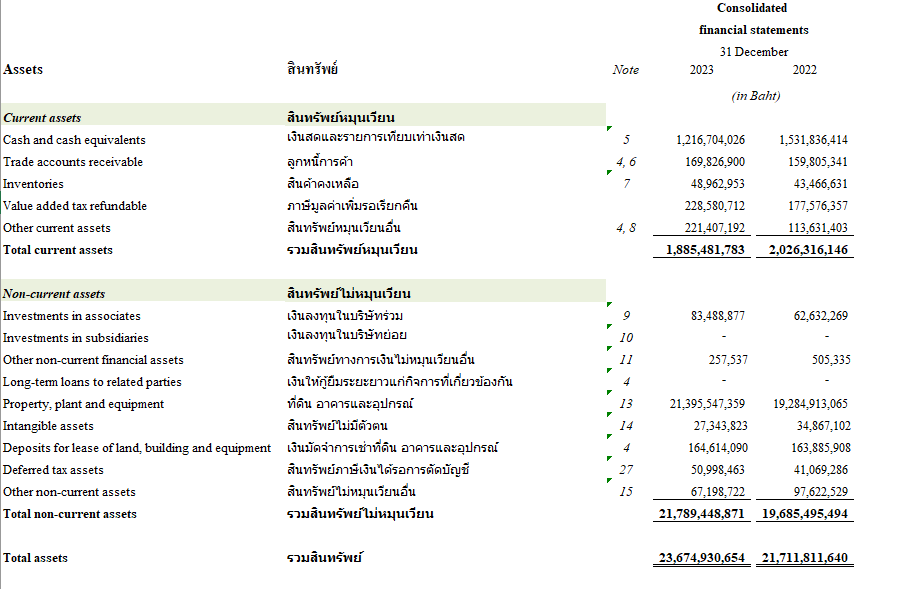 Consolidated
financial statements
31 December
Assets สินทรัพย์ Note 2023 2022
(in Baht)
Current assets สินทรัพย์หมุนเวียน
Cash and cash equivalents เงินสดและรายการเทียบเท่าเงินสด 5 1,216,704,026 1,531,836,414
Trade accounts receivable ลูกหนี้การค้า 4, 6 169,826,900 159,805,341
Inventories สินค้าคงเหลือ 7 48,962,953 43,466,631
Value added tax refundable ภาษีมูลค่าเพิ่มรอเรียกคืน 228,580,712 177,576,357
Other current assets สินทรัพย์หมุนเวียนอื่น 4, 8 221,407,192 113,631,403
Total current assets รวมสินทรัพย์หมุนเวียน 1,885,481,783 2,026,316,146
Non-current assets สินทรัพย์ไม่หมุนเวียน
Investments in associates เงินลงทุนในบริษัทร่วม 9 83,488,877 62,632,269
Investments in subsidiaries เงินลงทุนในบริษัทย่อย 10 - -
Other non-current financial assets สินทรัพย์ทางการเงินไม่หมุนเวียนอื่น 11 257,537 505,335
Long-term loans to related parties เงินให้กู้ยืมระยะยาวแก่กิจการที่เกี่ยวข้องกัน 4 - -
Property, plant and equipment ที่ดิน อาคารและอุปกรณ์ 13 21,395,547,359 19,284,913,065
Intangible assets สินทรัพย์ไม่มีตัวตน 14 27,343,823 34,867,102
Deposits for lease of land, building and equipment เงินมัดจำการเช่าที่ดิน อาคารและอุปกรณ์ 4 164,614,090 163,885,908
Deferred tax assets สินทรัพย์ภาษีเงินได้รอการตัดบัญชี 27 50,998,463 41,069,286
Other non-current assets สินทรัพย์ไม่หมุนเวียนอื่น 15 67,198,722 97,622,529
Total non-current assets รวมสินทรัพย์ไม่หมุนเวียน 21,789,448,871 19,685,495,494
Total assets รวมสินทรัพย์ 23,674,930,654 21,711,811,640